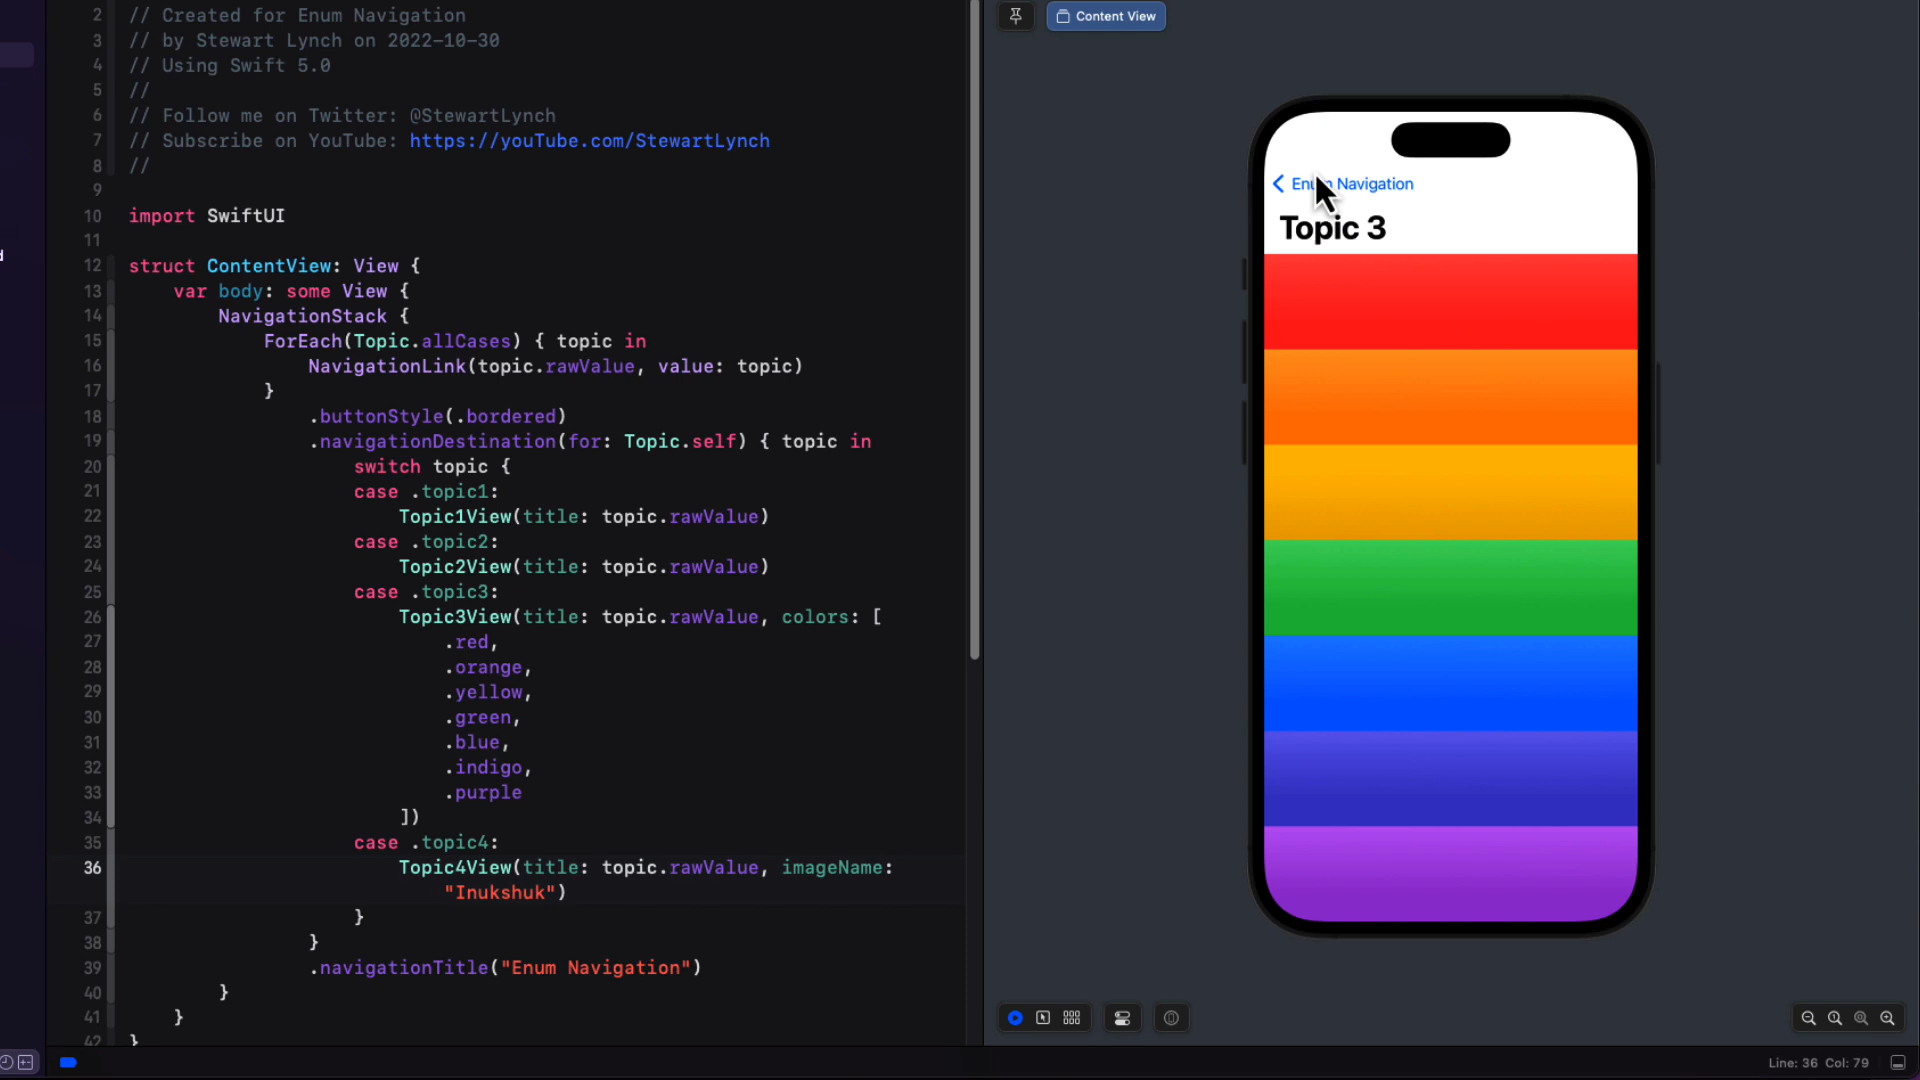 2 // Created for Enum Navigation
3 // by Stewart Lynch on 2022-10-30
4 // Using Swift 5.0
5 //
6 // Follow me on Twitter: @StewartLynch
7 // Subscribe on YouTube: https://youTube.com/StewartLynch
8 //
9
10 import SwiftUI
11
12 struct ContentView: View {
13 var body: some View {
14 NavigationStack {
15 ForEach(Topic.allCases) { topic in
16 NavigationLink(topic.rawValue, value: topic)
17 }
18 .buttonStyle(.bordered)
19 .navigationDestination(for: Topic.self) { topic in
20 switch topic {
21 case .topic1:
22 Topic1View(title: topic.rawValue)
23 case .topic2:
24 Topic2View(title: topic.rawValue)
25 case .topic3:
26 Topic3View(title: topic.rawValue, colors: [
27 .red,
28 .orange,
29 .yellow,
30 .green,
31 .blue,
32 .indigo,
33 .purple
34 ])
35 case .topic4:
36 Topic4View(title: topic.rawValue, imageName:
"Inukshuk")
37 }
38 }
39 .navigationTitle("Enum Navigation")
40 }
41 }
42 }
Content View
Enum Navigation
Topic 3
Line: 36 Col: 79